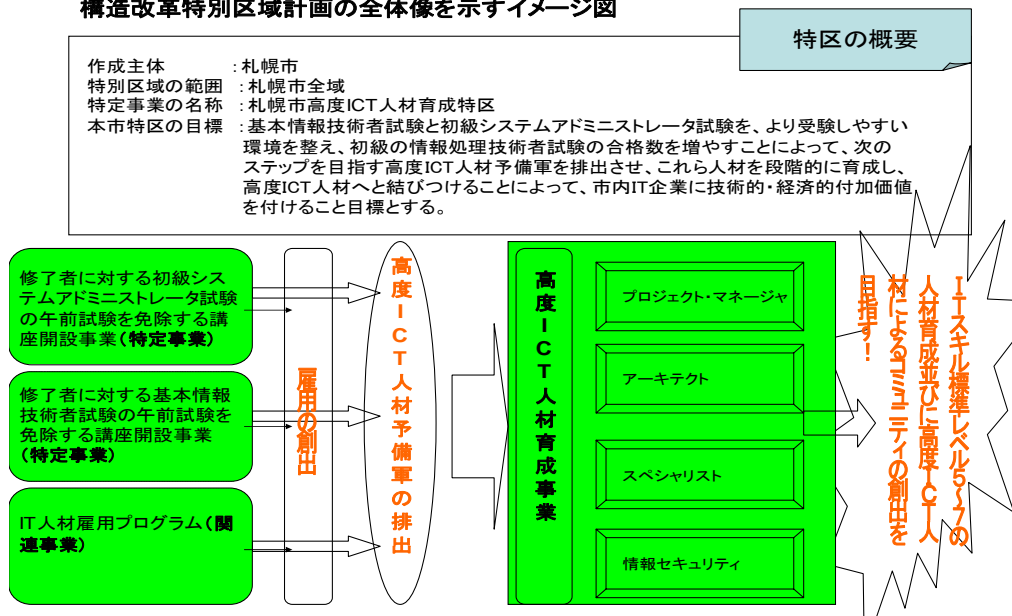 構造改革特別区域計画の全体像を示すイメージ図
特区の概要
作成主体　　　：札幌市
特別区域の範囲　：札幌市全域
特定事業の名称　：札幌市高度ICT人材育成特区
本市特区の目標　：基本情報技術者試験と初級システムアドミニストレータ試験を、より受験しやすい
環境を整え、初級の情報処理技術者試験の合格数を増やすことによって、次の
ステップを目指す高度ICT人材予備軍を排出させ、これら人材を段階的に育成し、
高度ICT人材へと結びつけることによって、市内IT企業に技術的・経済的付加価値
を付けること目標とする。
修了者に対する初級シス
テムアドミニストレータ試験
の午前試験を免除する講
座開設事業(特定事業)
修了者に対する基本情報
技術者試験の午前試験を
免除する講座開設事業
(特定事業)
IT人材雇用プログラム(関
連事業)
雇用の創出
高度ＩＣＴ人材予備軍の排出
高度ＩＣＴ人材育成事業
プロジェクト・マネージャ
アーキテクト
スペシャリスト
情報セキュリティ
ＩＴスキル標準レベル5～7の
人材育成並びに高度ＩＣＴ人
材によるコミュニティの創出を
目指す！